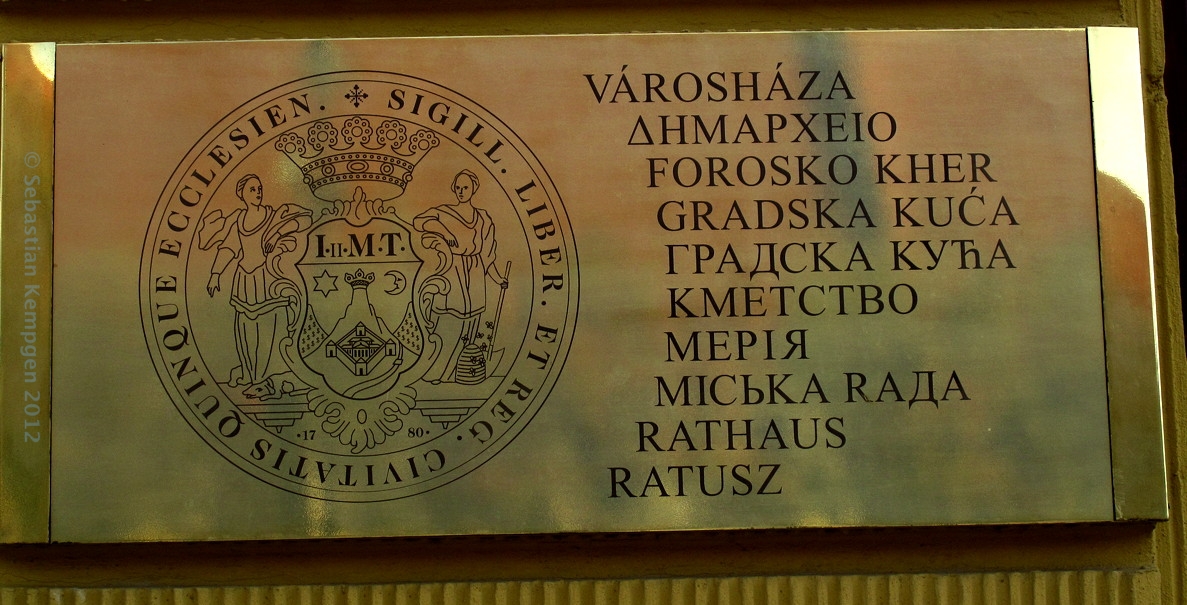 © Sebastian Kempgen 2012
✣ SIGILL. LIBER. ET REG. CIVITATIS QUINQUE ECCLESIEN.
I·II·M·T·
·17 80·
VÁROSHÁZA
ΔΗΜΑΡΧΕΙΟ
FOROSKO KHER
GRADSKA KUĆA
ГРАДСКА КУЋА
КМЕТСТВО
МЕРІЯ
МІСЬКА RАДА
RATHAUS
RATUSZ